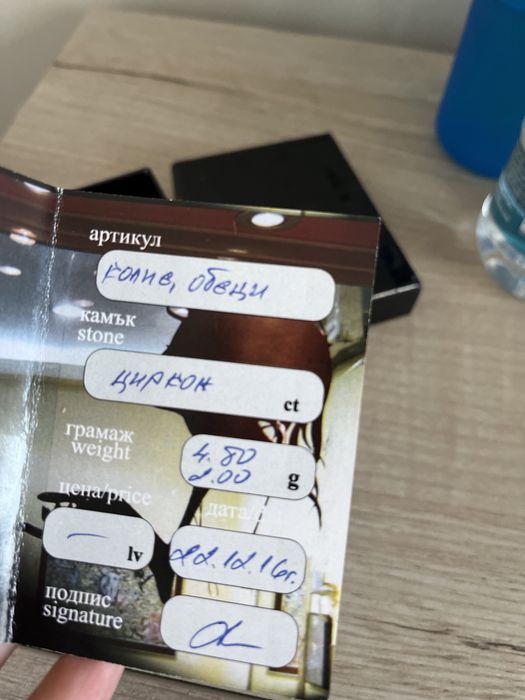 артикул
колие, обеци
камък
stone
циркон
ct
грамаж
weight
4.80
2.00
g
цена/price
дата/
—
lv
22.12.16г.
подпис
signature